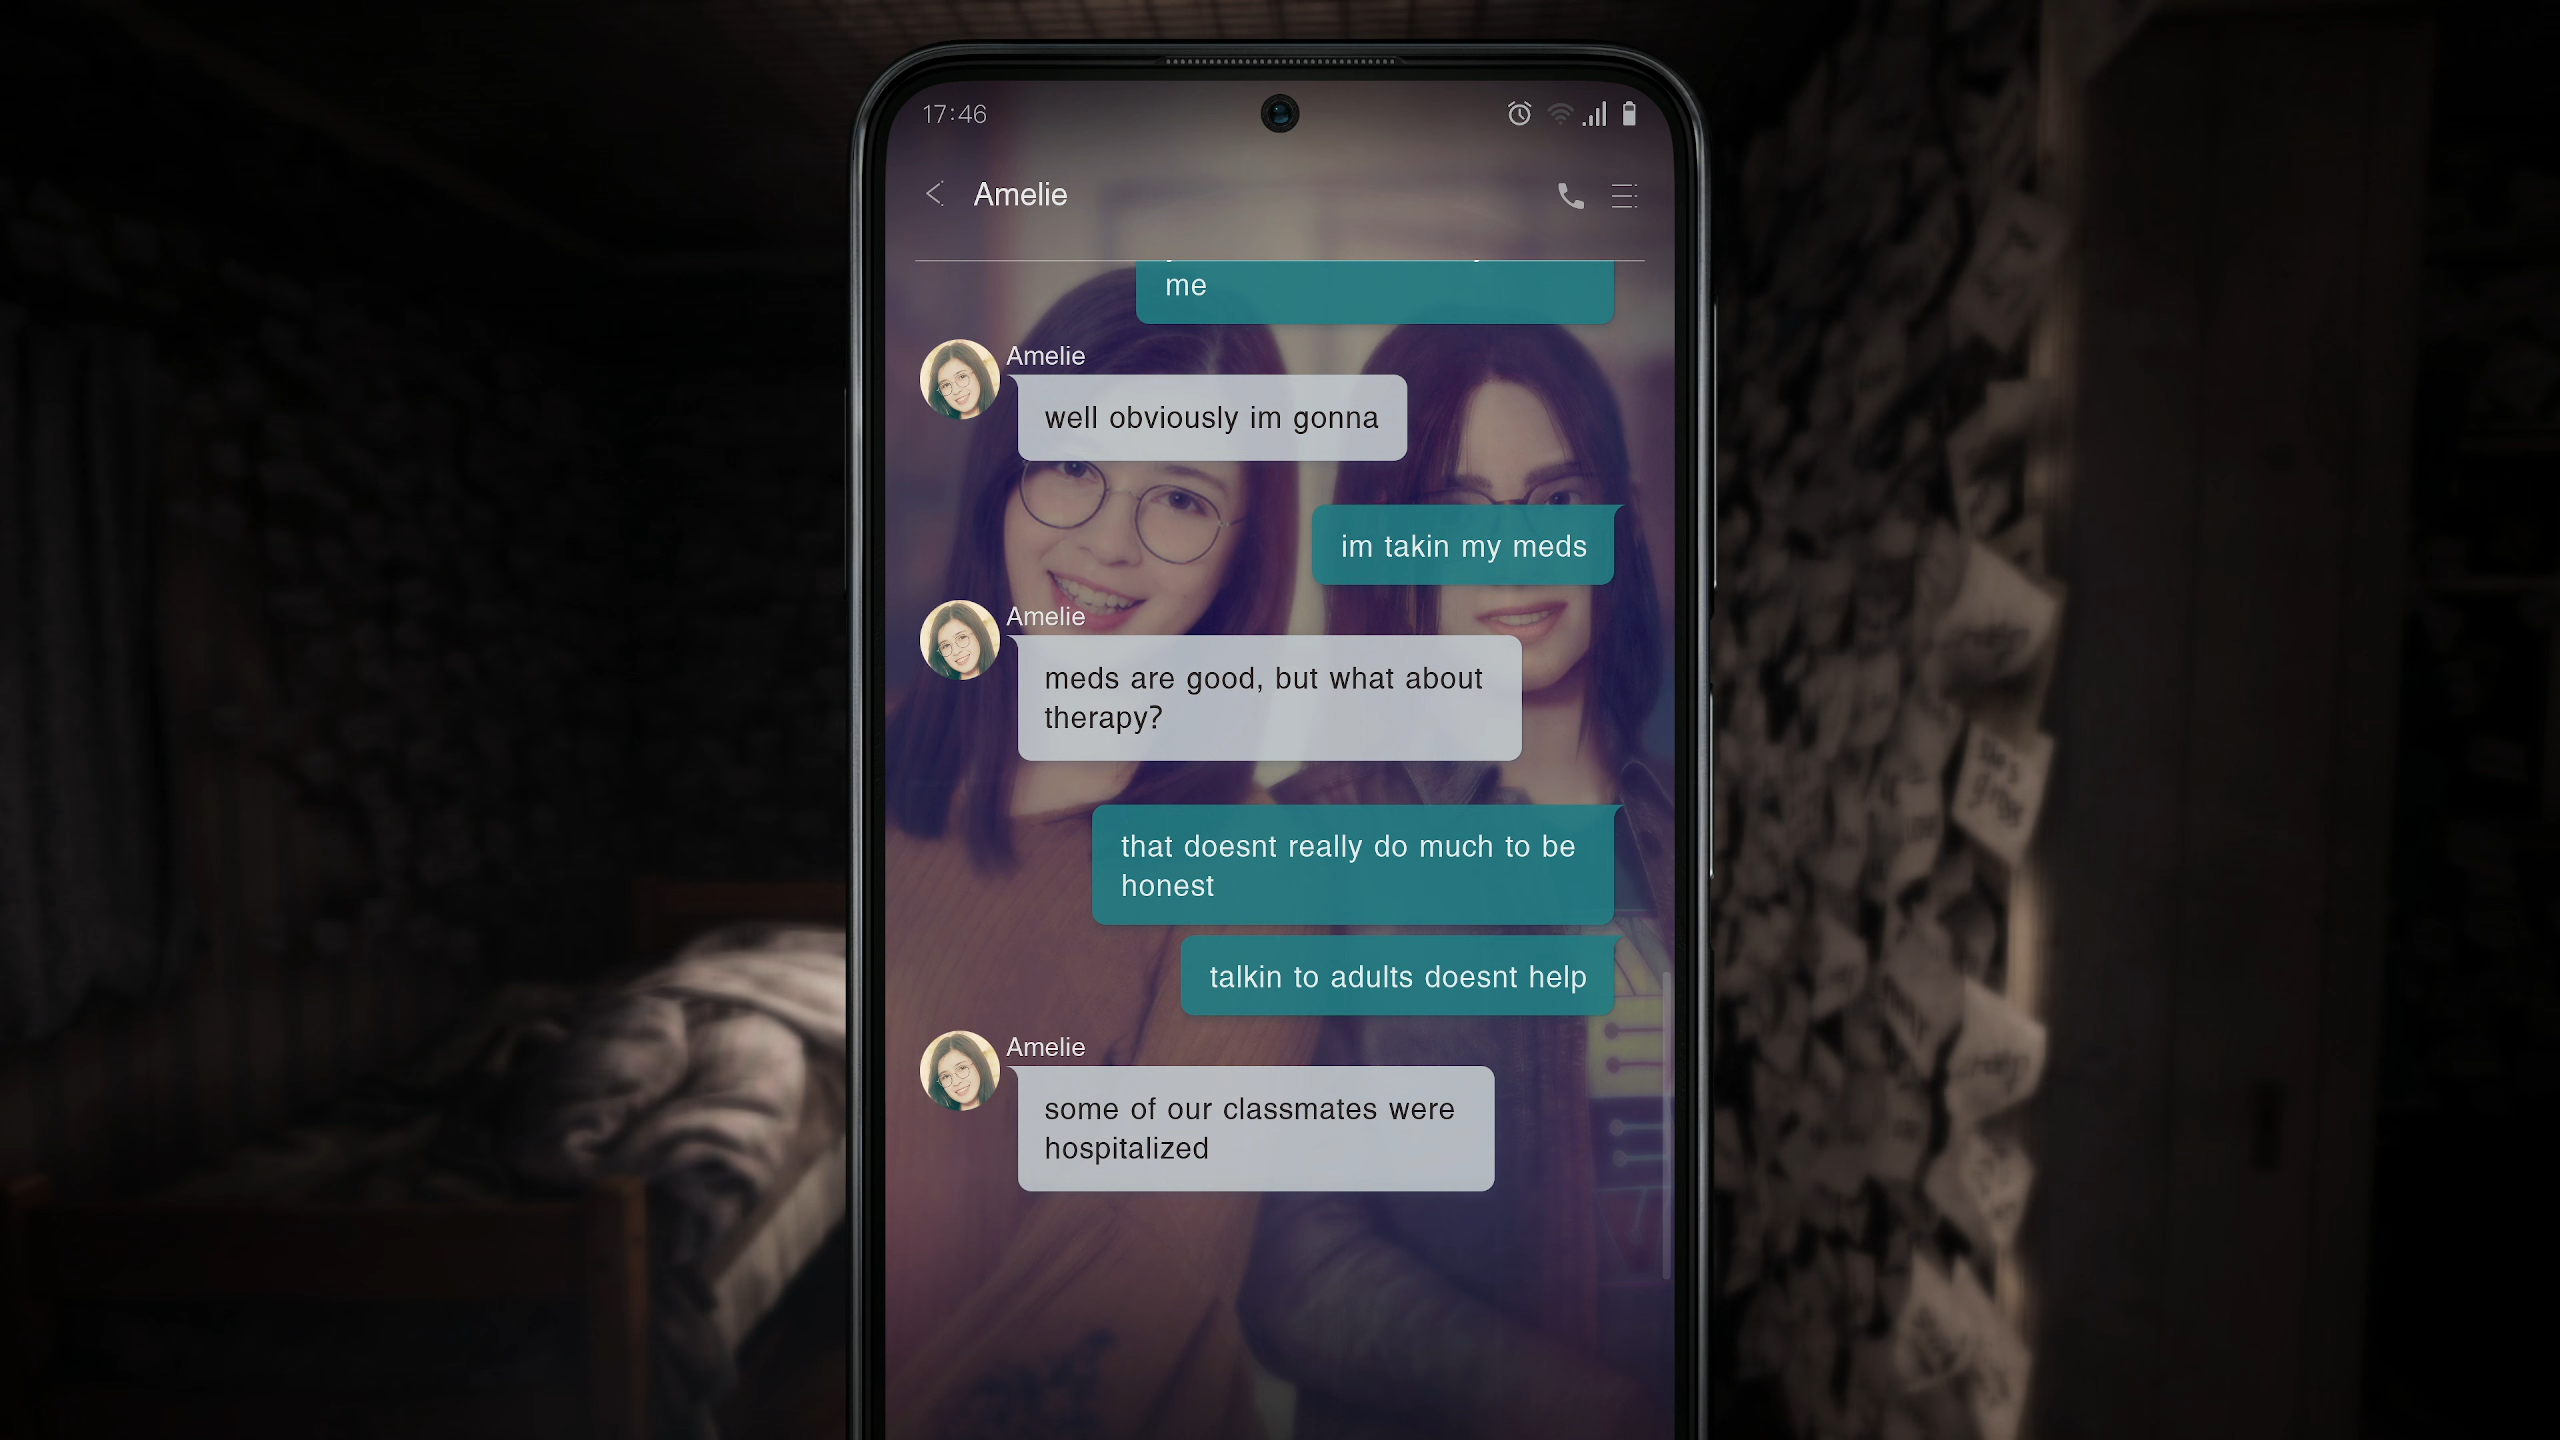 17:46
Amelie
me
Amelie
well obviously im gonna
im takin my meds
Amelie
meds are good, but what about
therapy?
that doesnt really do much to be
honest
talkin to adults doesnt help
Amelie
some of our classmates were
hospitalized